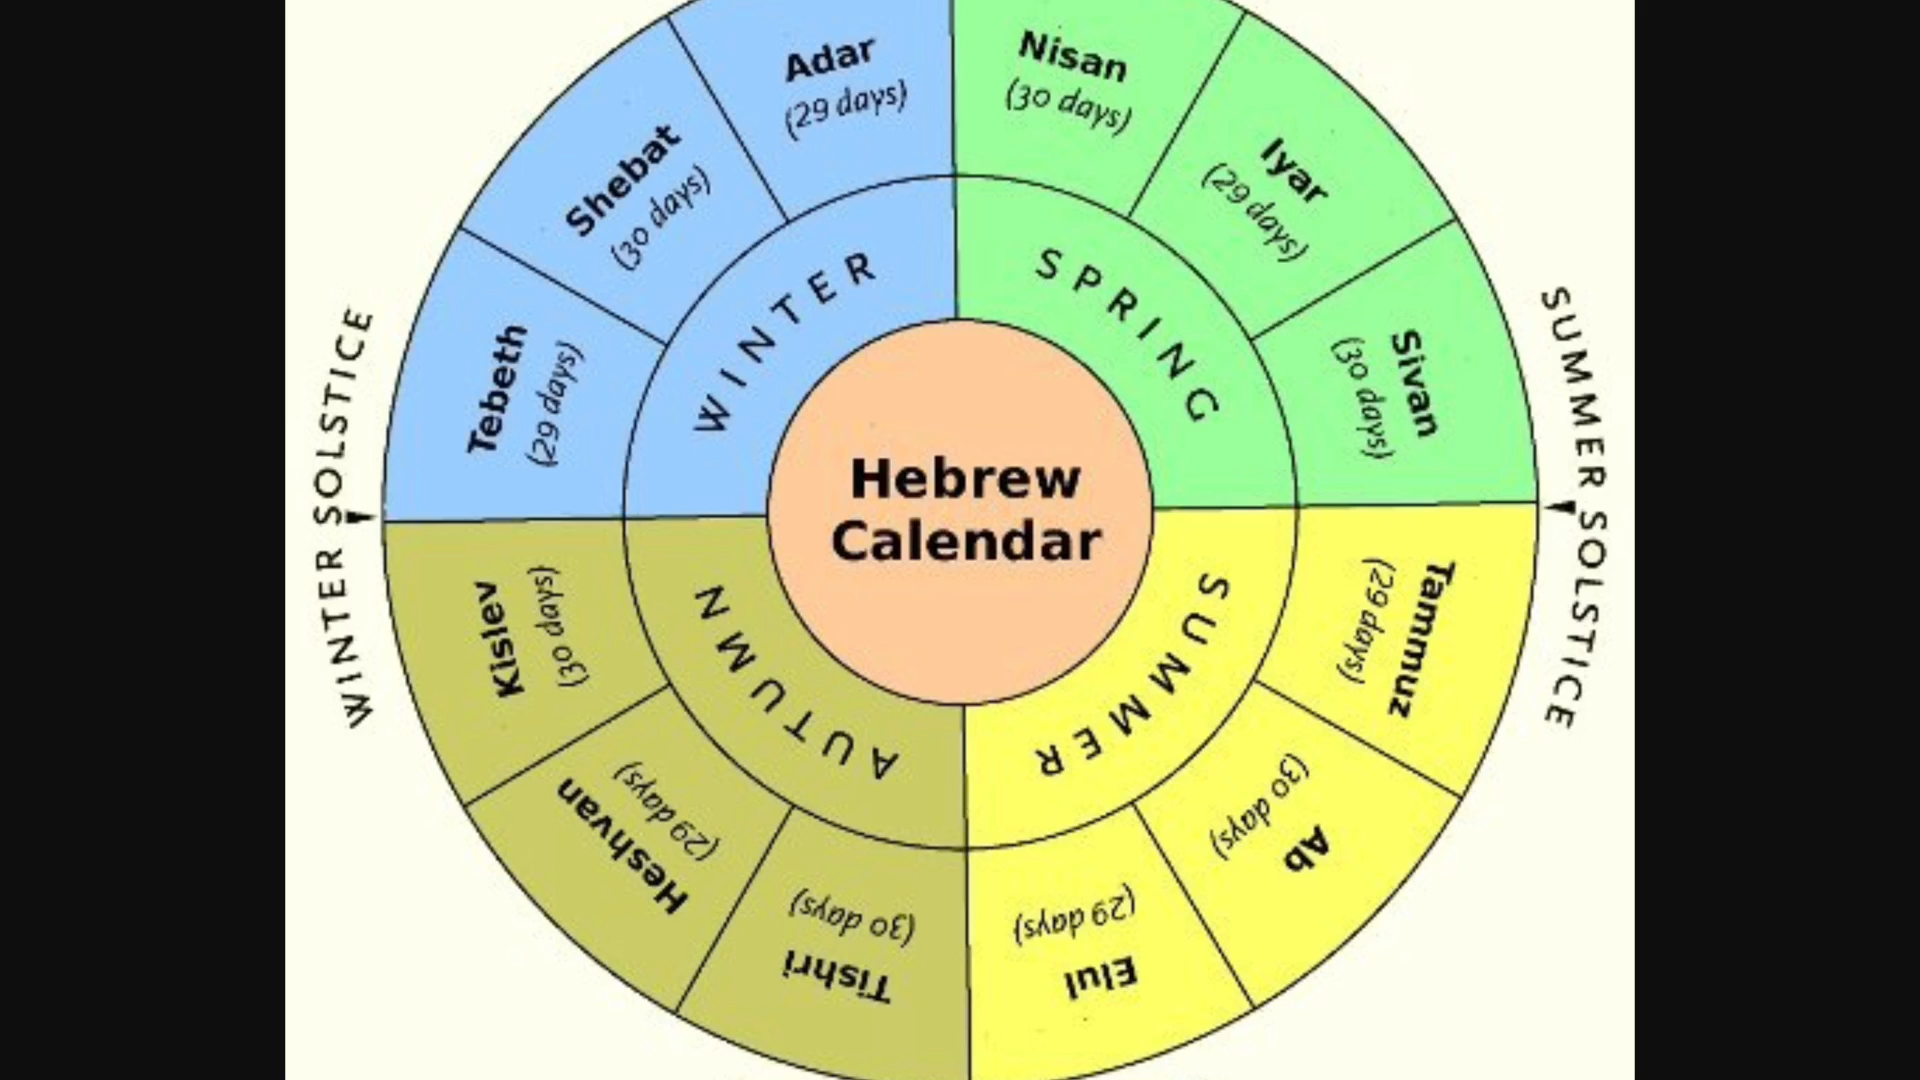 Hebrew
Calendar
SPRING
Nisan
(30 days)
Iyar
(29 days)
Sivan
(30 days)
SUMMER SOLSTICE
SUMMER
Tammuz
(29 days)
Ab
(30 days)
Elul
(29 days)
AUTUMN
Tishri
(30 days)
Heshvan
(29 days)
Kislev
(30 days)
WINTER SOLSTICE
WINTER
Tebeth
(29 days)
Shebat
(30 days)
Adar
(29 days)